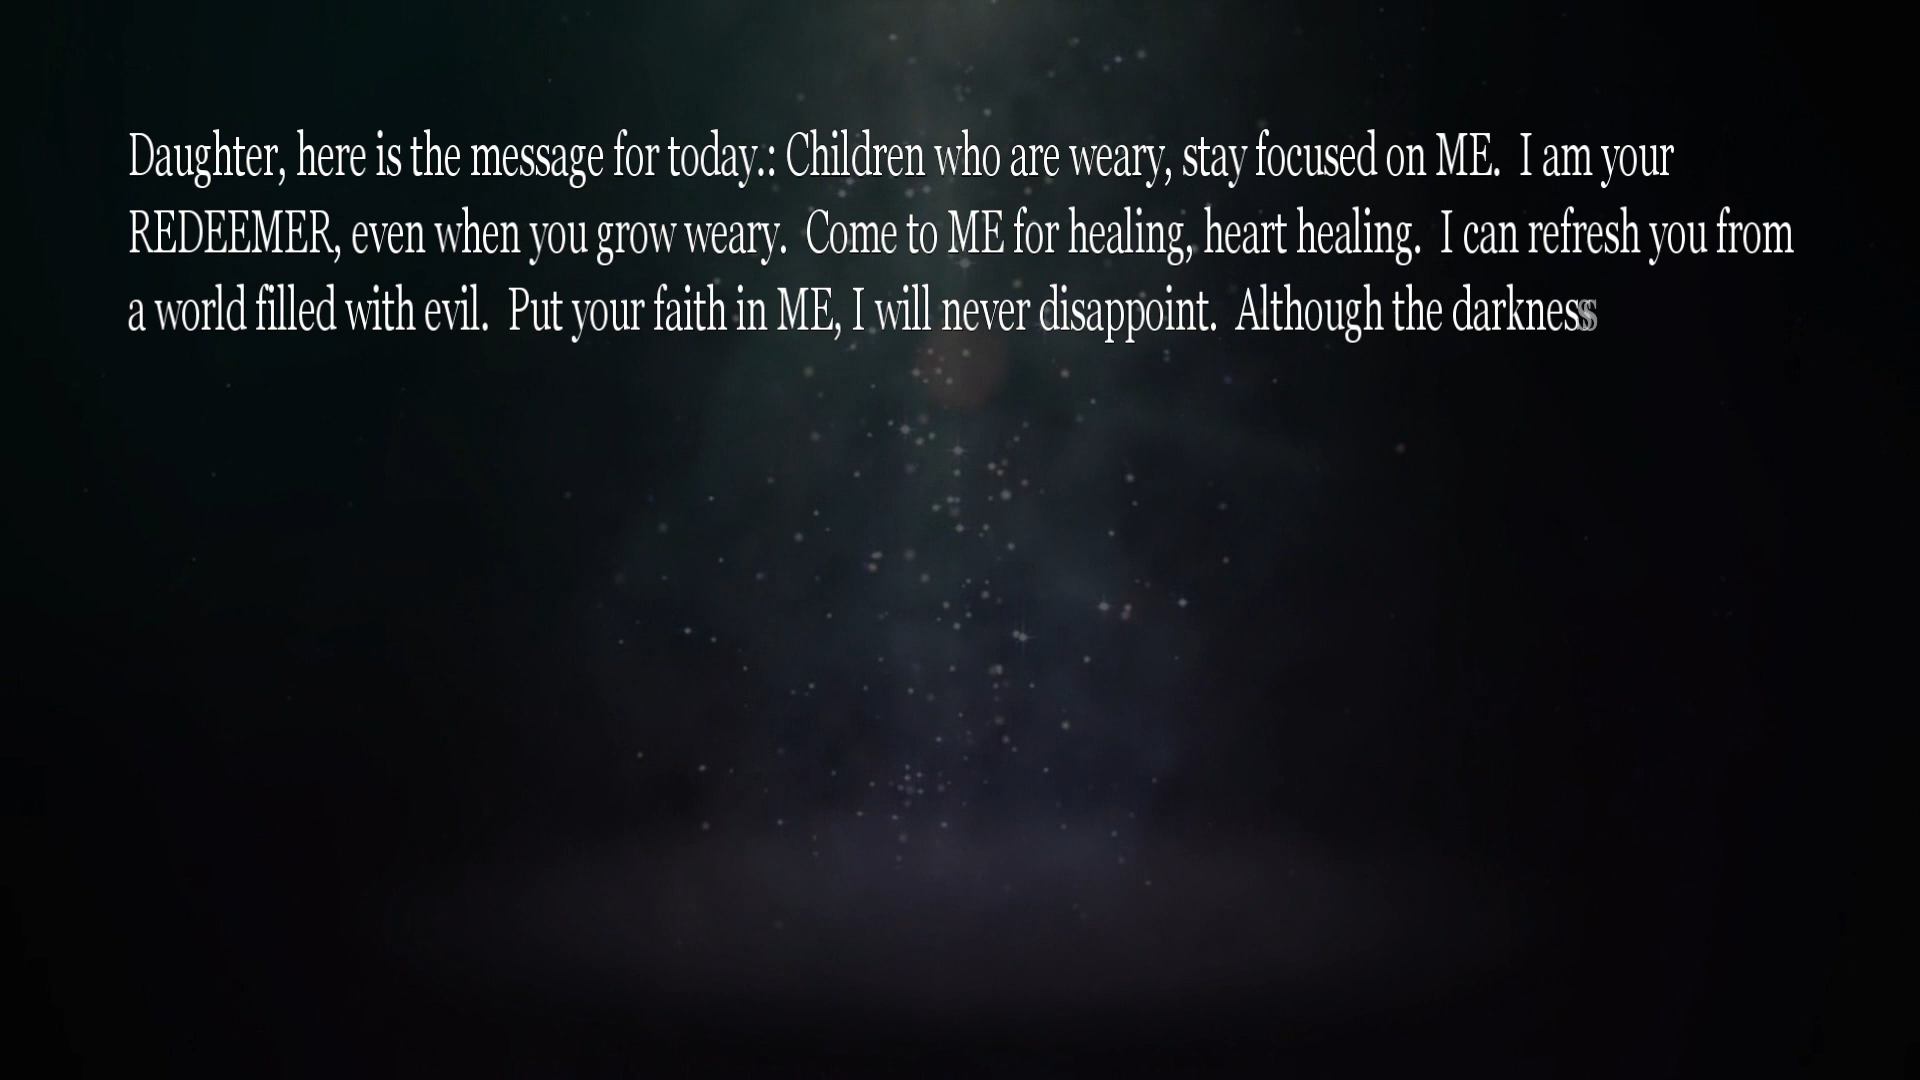 Daughter, here is the message for today.: Children who are weary, stay focused on ME.  I am your
REDEEMER, even when you grow weary.  Come to ME for healing, heart healing.  I can refresh you from
a world filled with evil.  Put your faith in ME, I will never disappoint.  Although the darkness